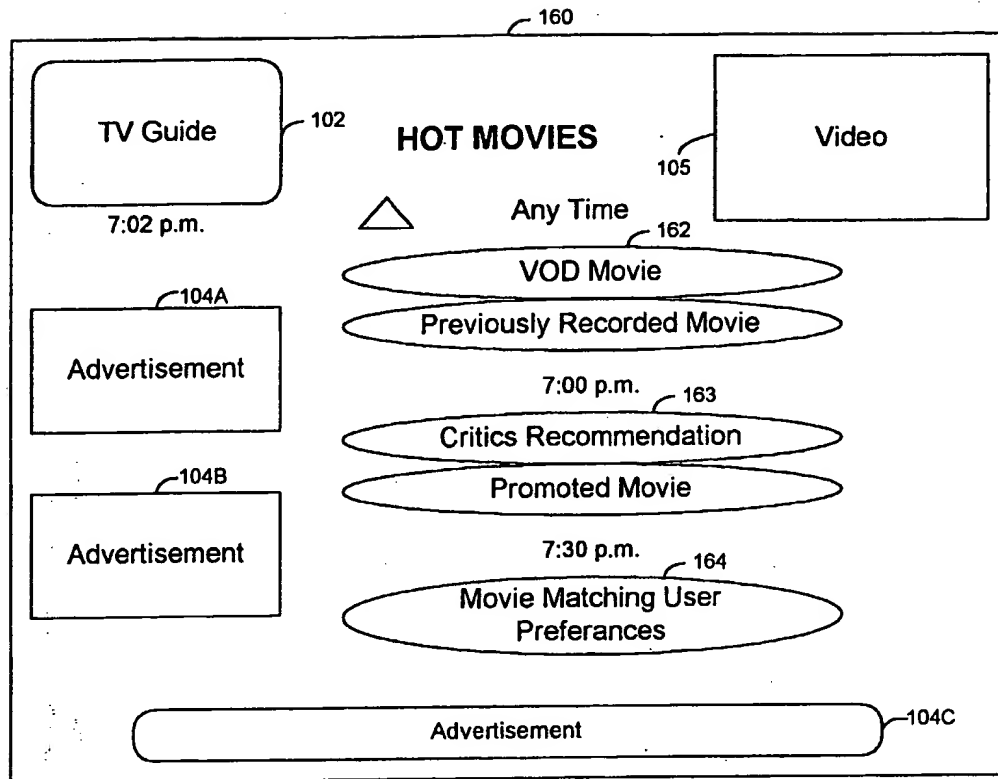 160
TV Guide
102
HOT MOVIES
105
Video
7:02 p.m.
Any Time
162
VOD Movie
Previously Recorded Movie
104A
Advertisement
7:00 p.m.
163
Critics Recommendation
Promoted Movie
104B
Advertisement
7:30 p.m.
164
Movie Matching User
Preferances
Advertisement
104C